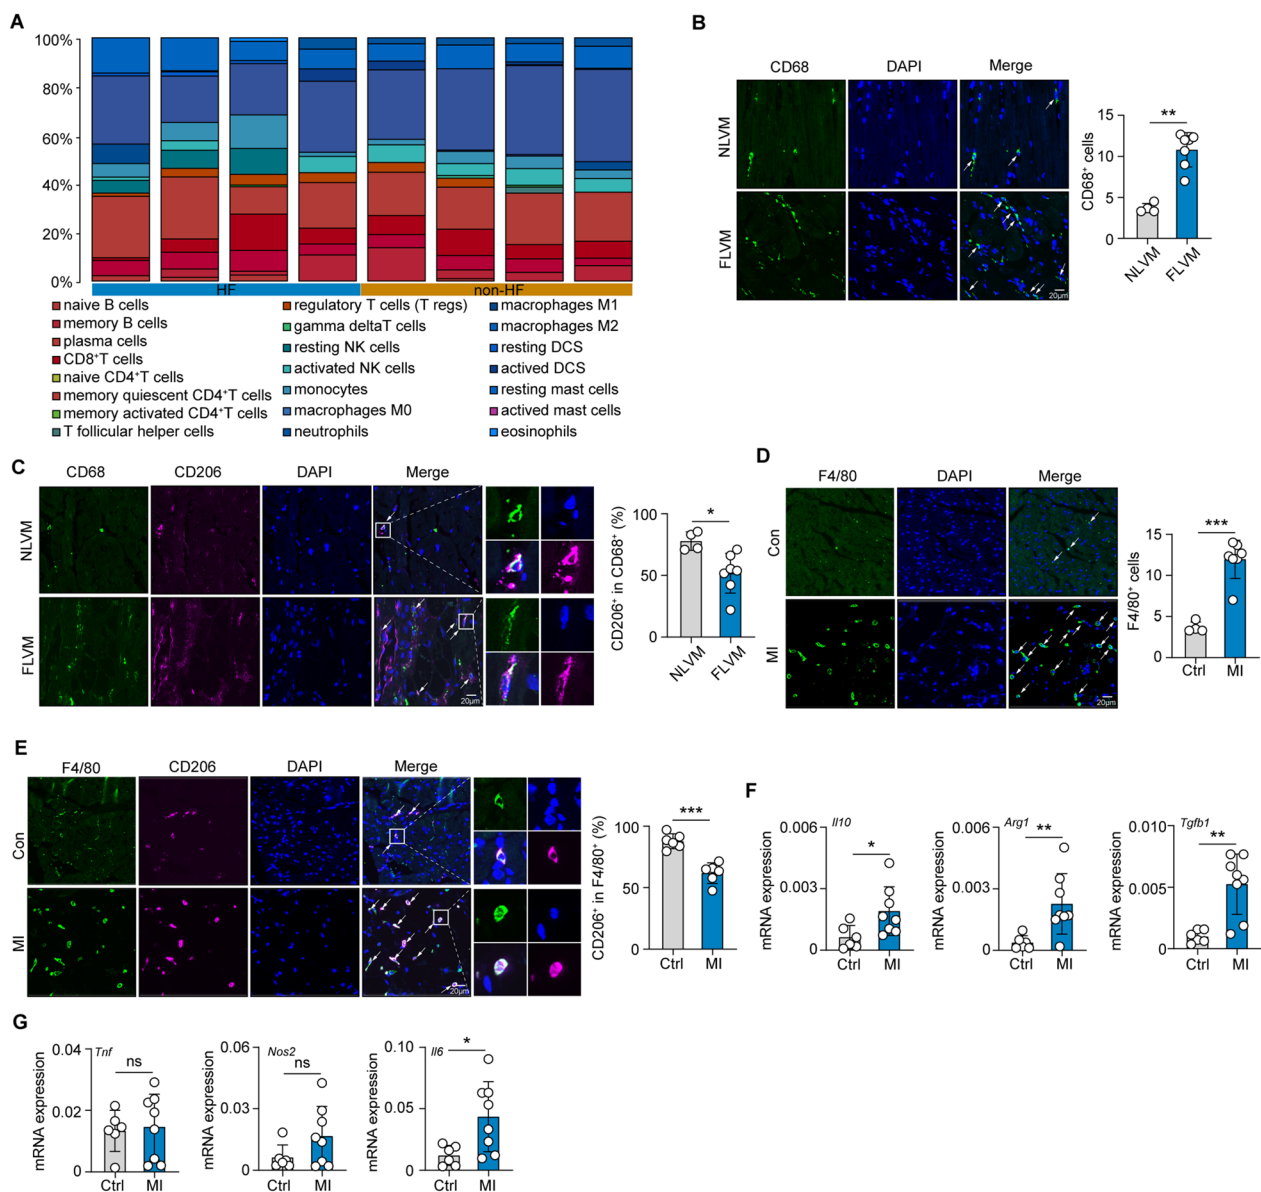 A
100%
80%
60%
40%
20%
0%
HF
non-HF
naive B cells
memory B cells
plasma cells
CD8⁺T cells
naive CD4⁺T cells
memory quiescent CD4⁺T cells
memory activated CD4⁺T cells
T follicular helper cells
regulatory T cells (T regs)
gamma deltaT cells
resting NK cells
activated NK cells
monocytes
macrophages M0
neutrophils
macrophages M1
macrophages M2
resting DCS
actived DCS
resting mast cells
actived mast cells
eosinophils
B
CD68
DAPI
Merge
NLVM
FLVM
20μm
CD68⁺ cells
15
10
5
0
**
NLVM
FLVM
C
CD68
CD206
DAPI
Merge
NLVM
FLVM
20μm
CD206⁺ in CD68⁺ (%)
100
50
0
*
NLVM
FLVM
D
F4/80
DAPI
Merge
Con
MI
20μm
F4/80⁺ cells
15
10
5
0
***
Ctrl
MI
E
F4/80
CD206
DAPI
Merge
Con
MI
20μm
CD206⁺ in F4/80⁺ (%)
100
50
0
***
Ctrl
MI
F
mRNA expression
Il10
0.006
0.003
0
*
Ctrl
MI
mRNA expression
Arg1
0.006
0.003
0
**
Ctrl
MI
mRNA expression
Tgfb1
0.010
0.005
0
**
Ctrl
MI
G
mRNA expression
Tnf
0.04
0.02
0
ns
Ctrl
MI
mRNA expression
Nos2
0.06
0.03
0
ns
Ctrl
MI
mRNA expression
Il6
0.10
0.05
0
*
Ctrl
MI